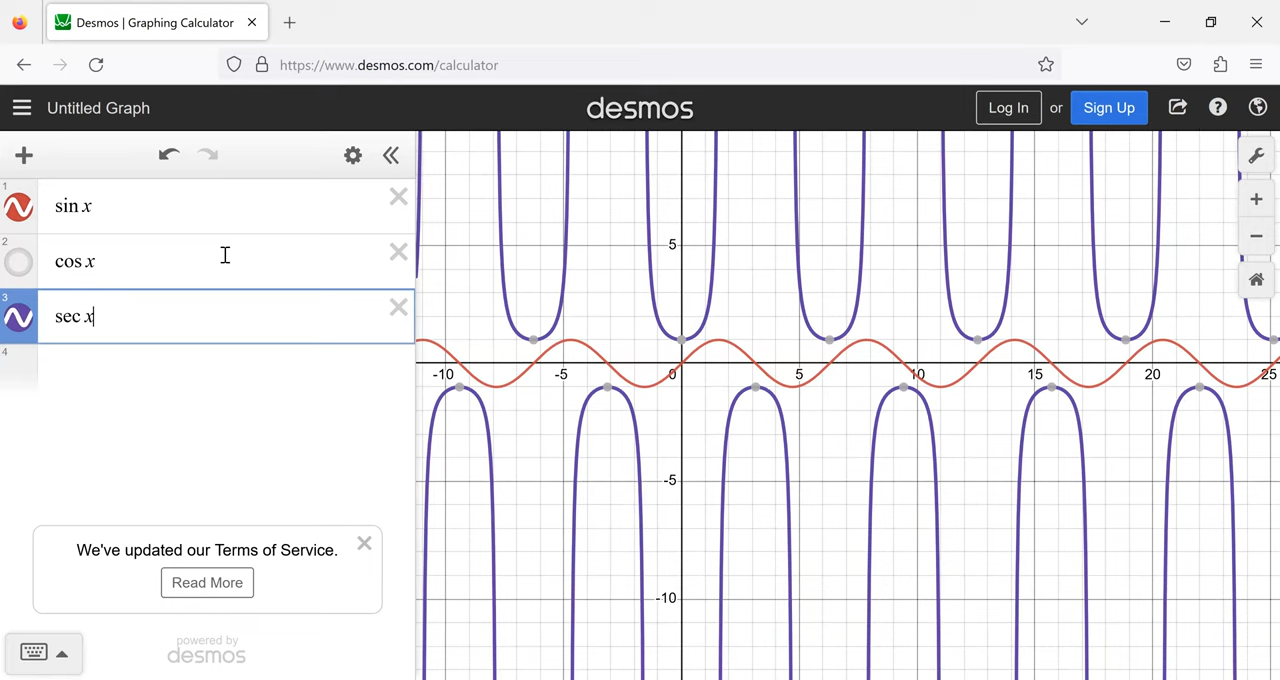 Desmos | Graphing Calculator
https://www.desmos.com/calculator
Untitled Graph
desmos
Log In or Sign Up
1
sin x
2
cos x
3
sec x
4
5
-10 -5 0 5 10 15 20 25
-5
-10
We've updated our Terms of Service.
Read More
powered by
desmos